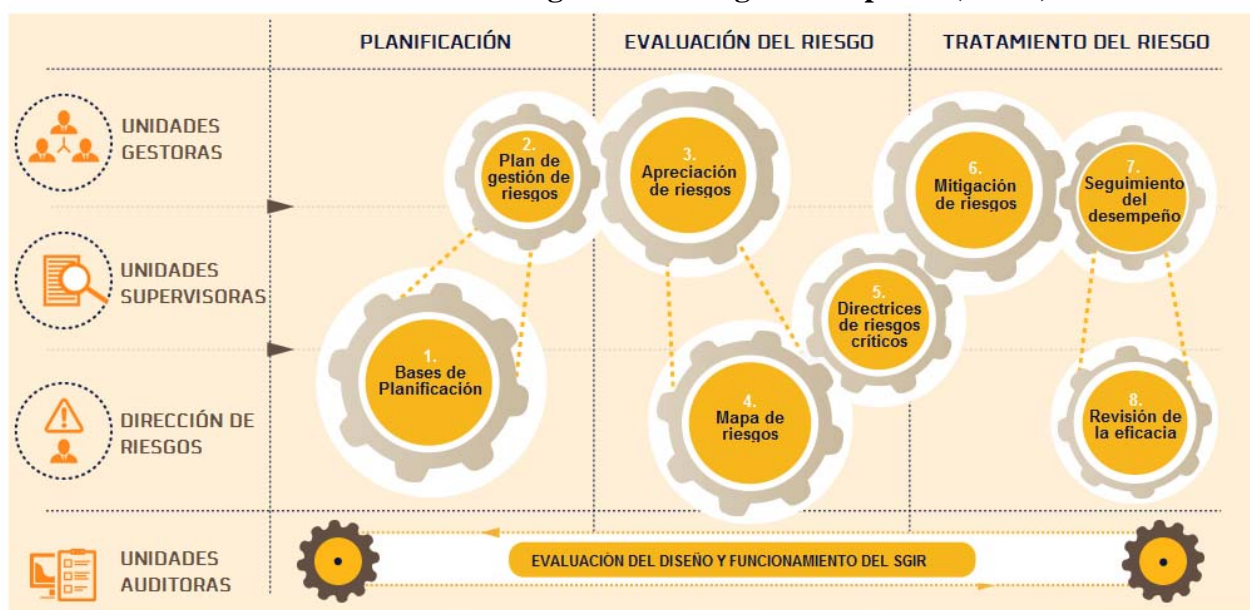 PLANIFICACIÓN
EVALUACIÓN DEL RIESGO
TRATAMIENTO DEL RIESGO
UNIDADES
GESTORAS
2.
Plan de
gestión de
riesgos
3.
Apreciación
de riesgos
6.
Mitigación
de riesgos
7.
Seguimiento
del
desempeño
UNIDADES
SUPERVISORAS
5.
Directrices
de riesgos
críticos
1.
Bases de
Planificación
DIRECCIÓN DE
RIESGOS
4.
Mapa de
riesgos
8.
Revisión de
la eficacia
UNIDADES
AUDITORAS
EVALUACIÓN DEL DISEÑO Y FUNCIONAMIENTO DEL SGIR